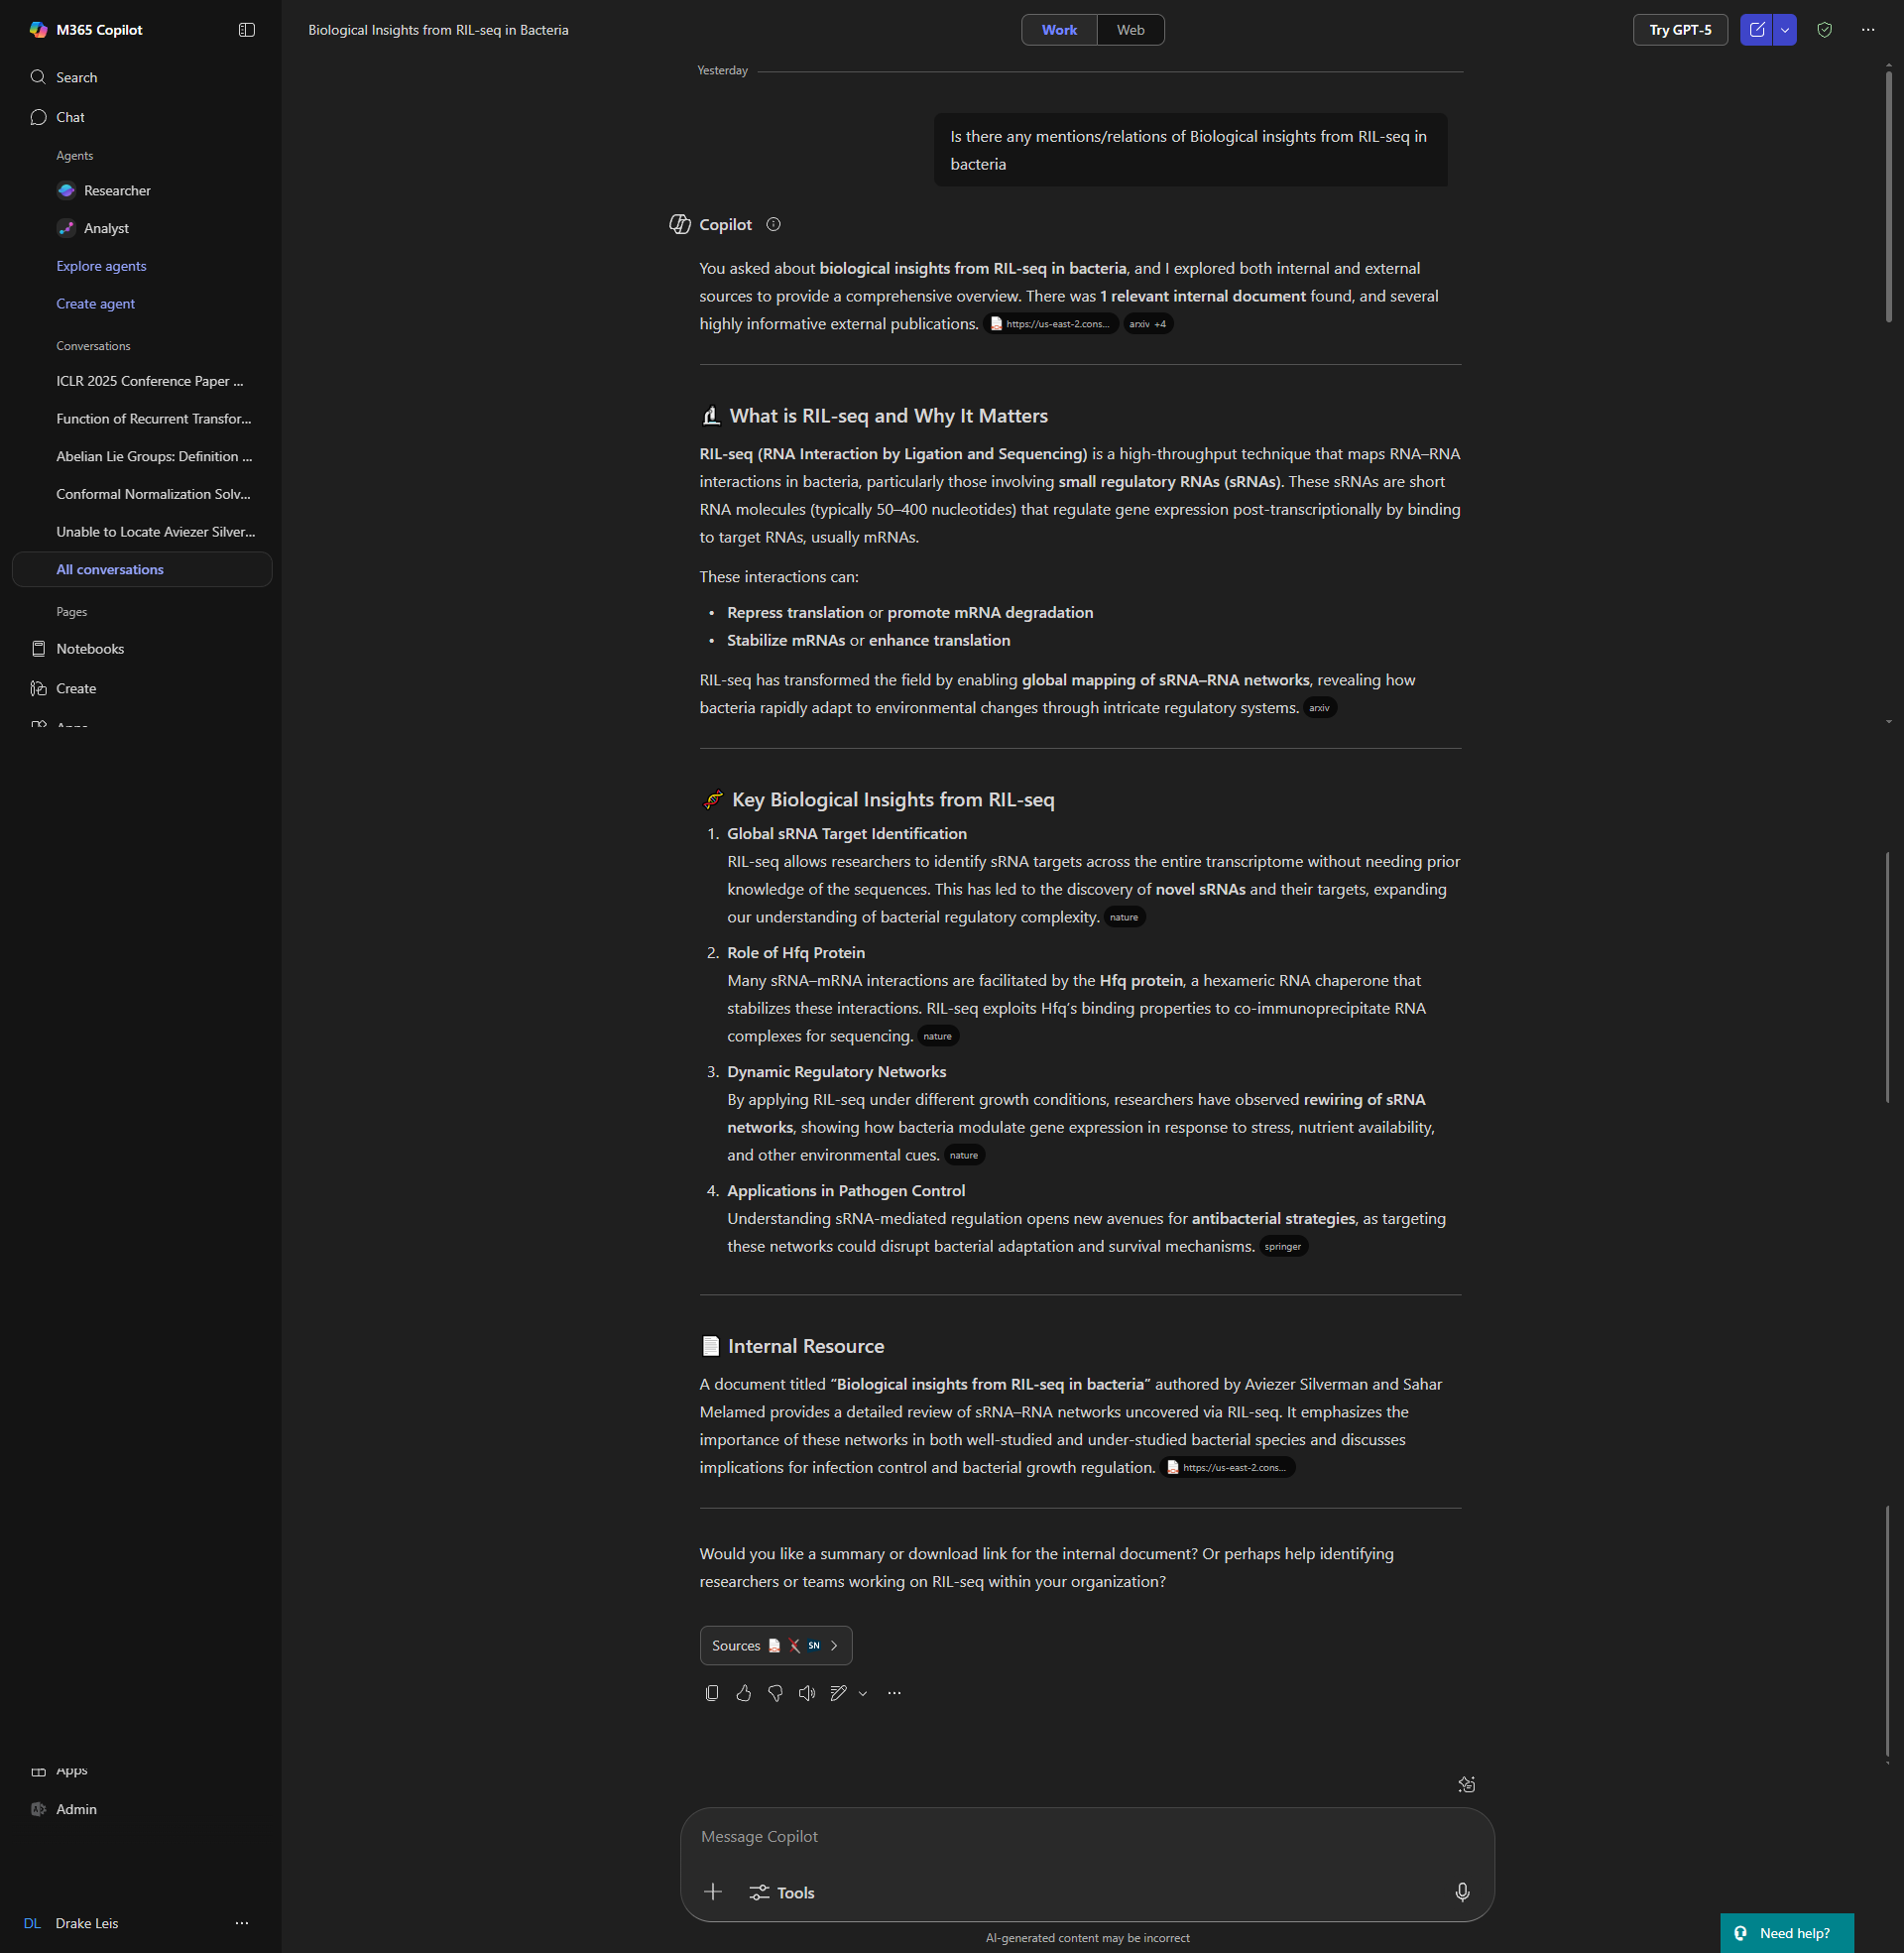 M365 Copilot
Search
Chat
Agents
Researcher
Analyst
Explore agents
Create agent
Conversations
ICLR 2025 Conference Paper ...
Function of Recurrent Transfor...
Abelian Lie Groups: Definition ...
Conformal Normalization Solv...
Unable to Locate Aviezer Silver...
All conversations
Pages
Notebooks
Create
Apps
Apps
Admin
DL Drake Leis
Biological Insights from RIL-seq in Bacteria
Work Web
Try GPT-5
Yesterday
Is there any mentions/relations of Biological insights from RIL-seq in
bacteria
Copilot
You asked about biological insights from RIL-seq in bacteria, and I explored both internal and external
sources to provide a comprehensive overview. There was 1 relevant internal document found, and several
highly informative external publications. https://us-east-2.cons... arxiv +4
What is RIL-seq and Why It Matters
RIL-seq (RNA Interaction by Ligation and Sequencing) is a high-throughput technique that maps RNA–RNA
interactions in bacteria, particularly those involving small regulatory RNAs (sRNAs). These sRNAs are short
RNA molecules (typically 50–400 nucleotides) that regulate gene expression post-transcriptionally by binding
to target RNAs, usually mRNAs.
These interactions can:
• Repress translation or promote mRNA degradation
• Stabilize mRNAs or enhance translation
RIL-seq has transformed the field by enabling global mapping of sRNA–RNA networks, revealing how
bacteria rapidly adapt to environmental changes through intricate regulatory systems. arxiv
Key Biological Insights from RIL-seq
1. Global sRNA Target Identification
RIL-seq allows researchers to identify sRNA targets across the entire transcriptome without needing prior
knowledge of the sequences. This has led to the discovery of novel sRNAs and their targets, expanding
our understanding of bacterial regulatory complexity. nature
2. Role of Hfq Protein
Many sRNA–mRNA interactions are facilitated by the Hfq protein, a hexameric RNA chaperone that
stabilizes these interactions. RIL-seq exploits Hfq's binding properties to co-immunoprecipitate RNA
complexes for sequencing. nature
3. Dynamic Regulatory Networks
By applying RIL-seq under different growth conditions, researchers have observed rewiring of sRNA
networks, showing how bacteria modulate gene expression in response to stress, nutrient availability,
and other environmental cues. nature
4. Applications in Pathogen Control
Understanding sRNA-mediated regulation opens new avenues for antibacterial strategies, as targeting
these networks could disrupt bacterial adaptation and survival mechanisms. springer
Internal Resource
A document titled "Biological insights from RIL-seq in bacteria" authored by Aviezer Silverman and Sahar
Melamed provides a detailed review of sRNA–RNA networks uncovered via RIL-seq. It emphasizes the
importance of these networks in both well-studied and under-studied bacterial species and discusses
implications for infection control and bacterial growth regulation. https://us-east-2.cons...
Would you like a summary or download link for the internal document? Or perhaps help identifying
researchers or teams working on RIL-seq within your organization?
Sources SN
Message Copilot
Tools
AI-generated content may be incorrect
Need help?